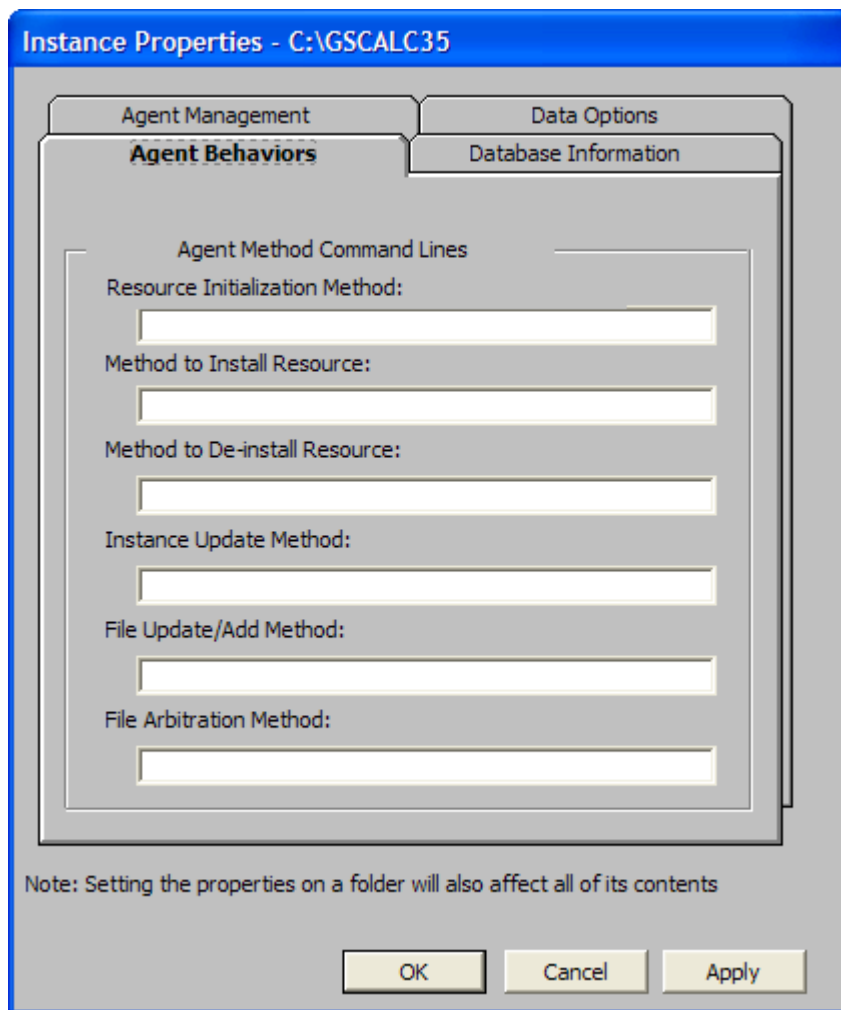 Instance Properties - C:\GSCALC35
Agent Management
Data Options
Agent Behaviors
Database Information
Agent Method Command Lines
Resource Initialization Method:
Method to Install Resource:
Method to De-install Resource:
Instance Update Method:
File Update/Add Method:
File Arbitration Method:
Note: Setting the properties on a folder will also affect all of its contents
OK
Cancel
Apply